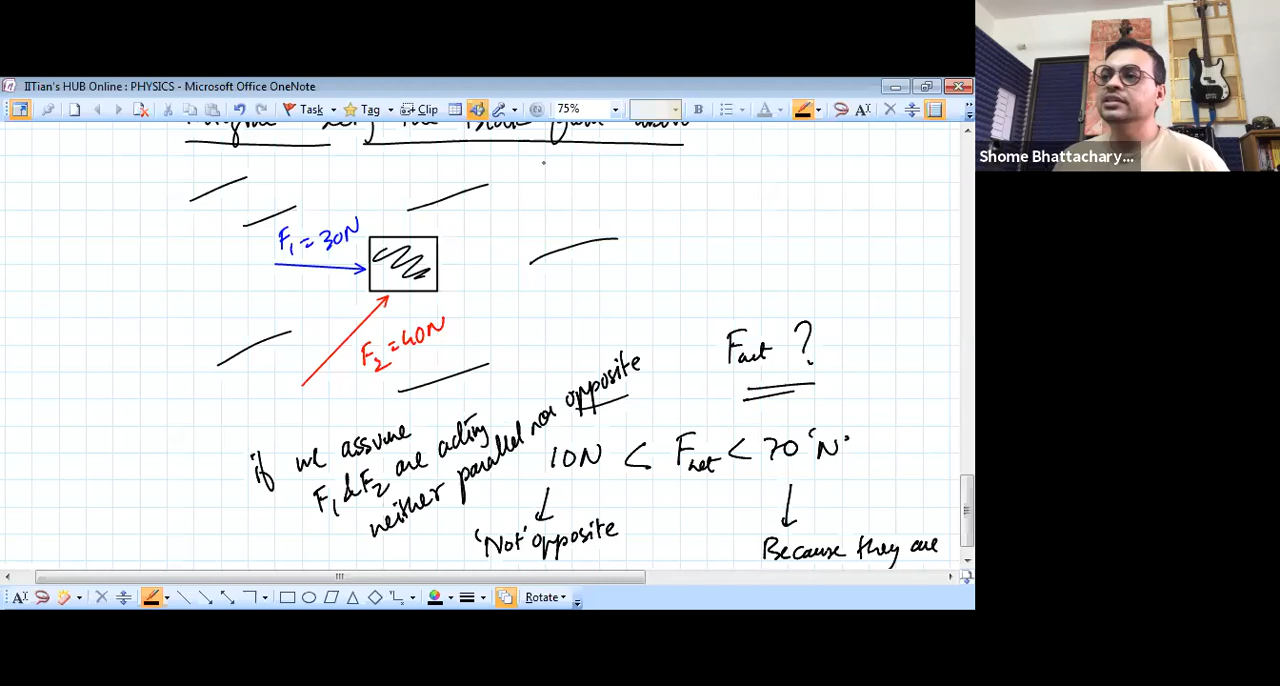 IITian's HUB Online : PHYSICS - Microsoft Office OneNote
Task Tag Clip 75% B A
F₁ = 30N
F₂ = 40N
Fnet ?
if we assume
F₁ & F₂ are acting
neither parallel nor opposite
10N < Fnet < 70 'N'
'Not' opposite
Because they are
Rotate
Shome Bhattachary...